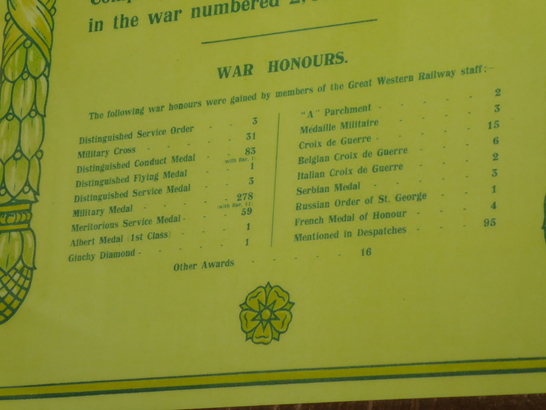 in the war numbered 2,
WAR HONOURS.
The following war honours were gained by members of the Great Western Railway staff:—
Distinguished Service Order 3
Military Cross 31
Distinguished Conduct Medal 83
(with Bar, 1)
Distinguished Flying Medal 1
Distinguished Service Medal 3
Military Medal 278
(with Bar, 11)
Meritorious Service Medal 59
Albert Medal (1st Class) 1
Ginchy Diamond 1
"A" Parchment 2
Médaille Militaire 3
Croix de Guerre 15
Belgian Croix de Guerre 6
Italian Croix de Guerre 2
Serbian Medal 3
Russian Order of St. George 1
French Medal of Honour 4
Mentioned in Despatches 95
Other Awards 16